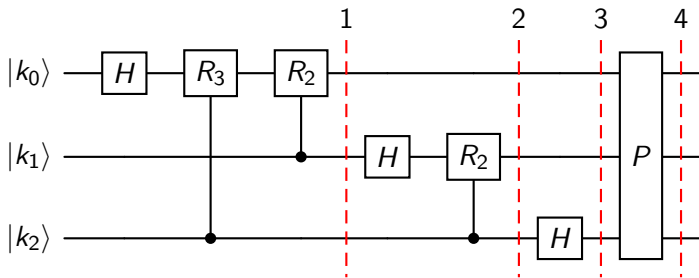 1 2 3 4
|k₀⟩ H R₃ R₂
P
|k₁⟩ H R₂
|k₂⟩ H